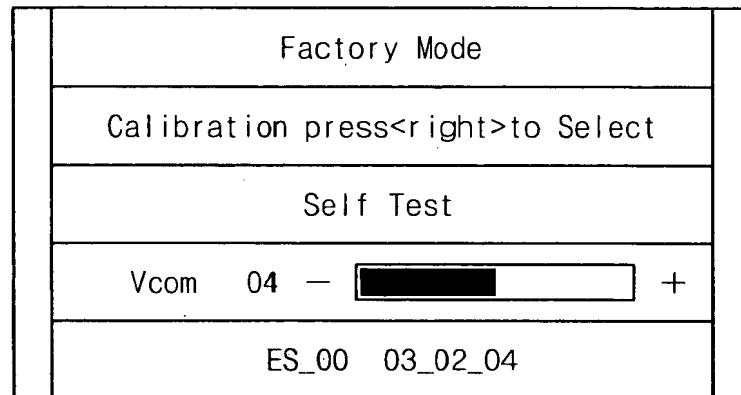 Factory Mode
Calibration press<right>to Select
Self Test
Vcom 04 — +
ES_00 03_02_04